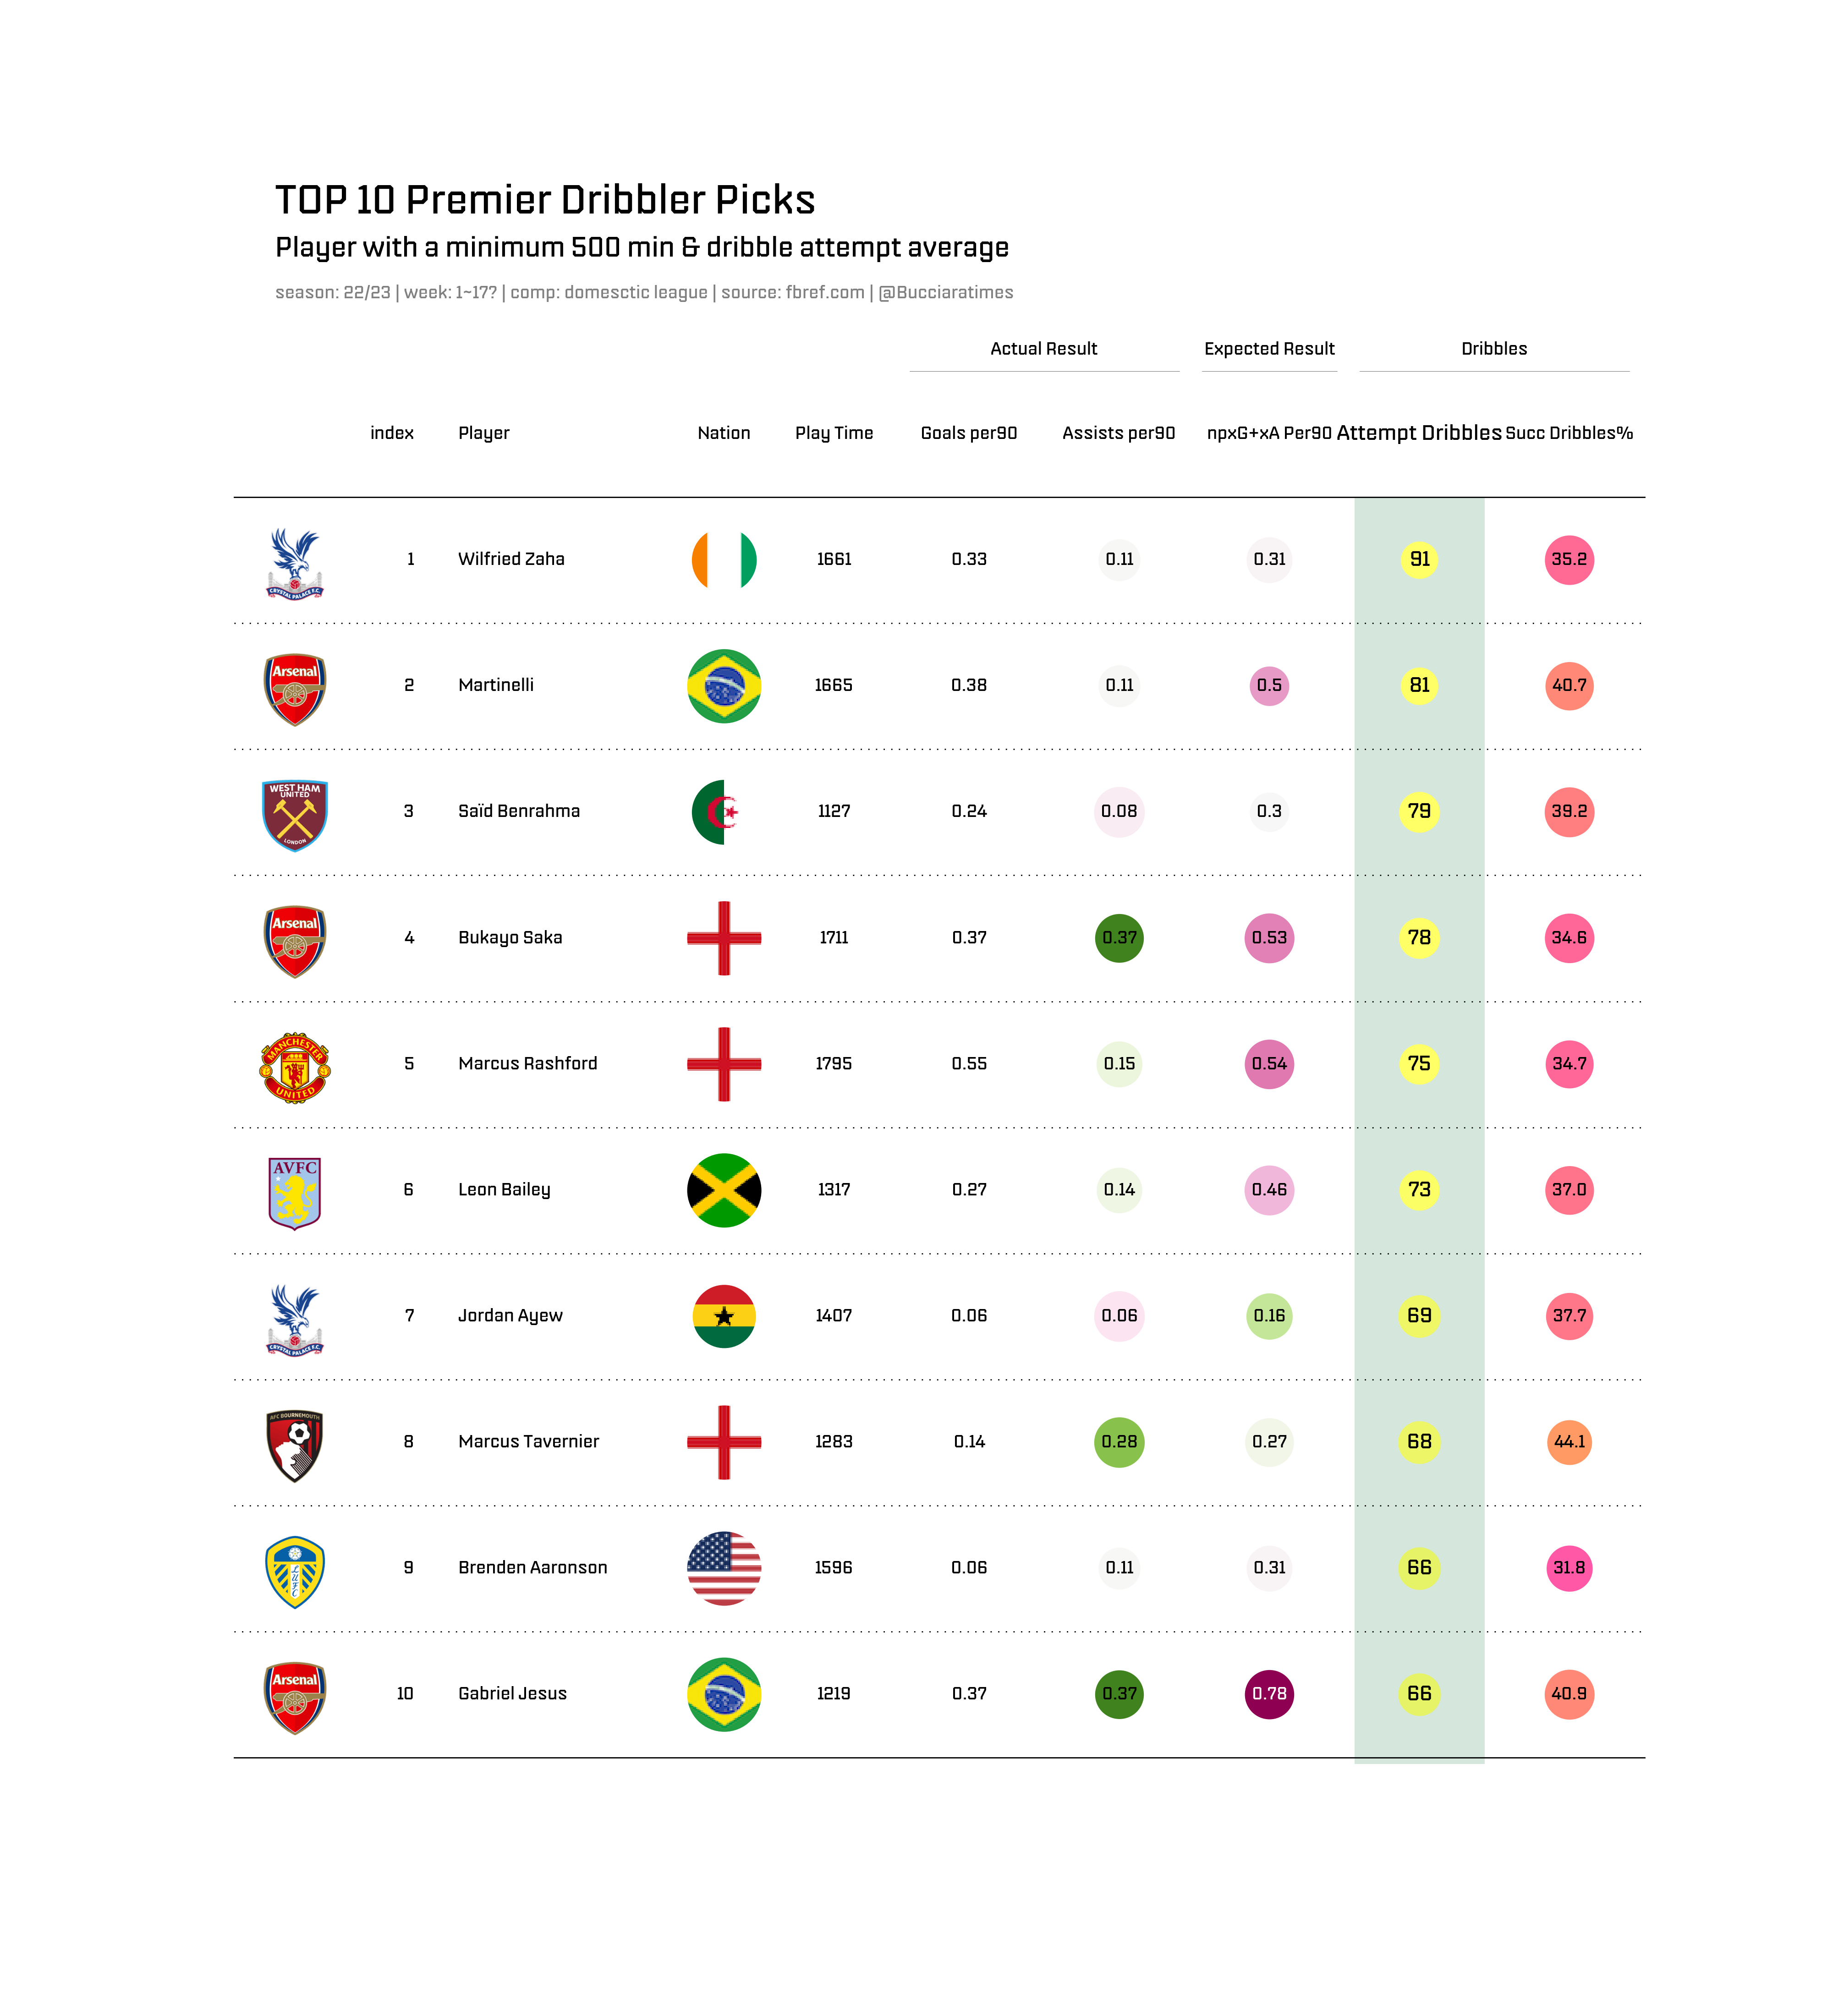 TOP 10 Premier Dribbler Picks
Player with a minimum 500 min & dribble attempt average
season: 22/23 | week: 1~17? | comp: domesctic league | source: fbref.com | @Bucciaratimes
Actual Result Expected Result Dribbles
index Player Nation Play Time Goals per90 Assists per90 npxG+xA Per90 Attempt Dribbles Succ Dribbles%
CRYSTAL PALACE F.C. 1 Wilfried Zaha 1661 0.33 0.11 0.31 91 35.2
Arsenal 2 Martinelli 1665 0.38 0.11 0.5 81 40.7
WEST HAM UNITED LONDON 3 Saïd Benrahma 1127 0.24 0.08 0.3 79 39.2
Arsenal 4 Bukayo Saka 1711 0.37 0.37 0.53 78 34.6
MANCHESTER UNITED 5 Marcus Rashford 1795 0.55 0.15 0.54 75 34.7
AVFC 6 Leon Bailey 1317 0.27 0.14 0.46 73 37.0
CRYSTAL PALACE F.C. 7 Jordan Ayew 1407 0.06 0.06 0.16 69 37.7
AFC BOURNEMOUTH 8 Marcus Tavernier 1283 0.14 0.28 0.27 68 44.1
LUFC 9 Brenden Aaronson 1596 0.06 0.11 0.31 66 31.8
Arsenal 10 Gabriel Jesus 1219 0.37 0.37 0.78 66 40.9